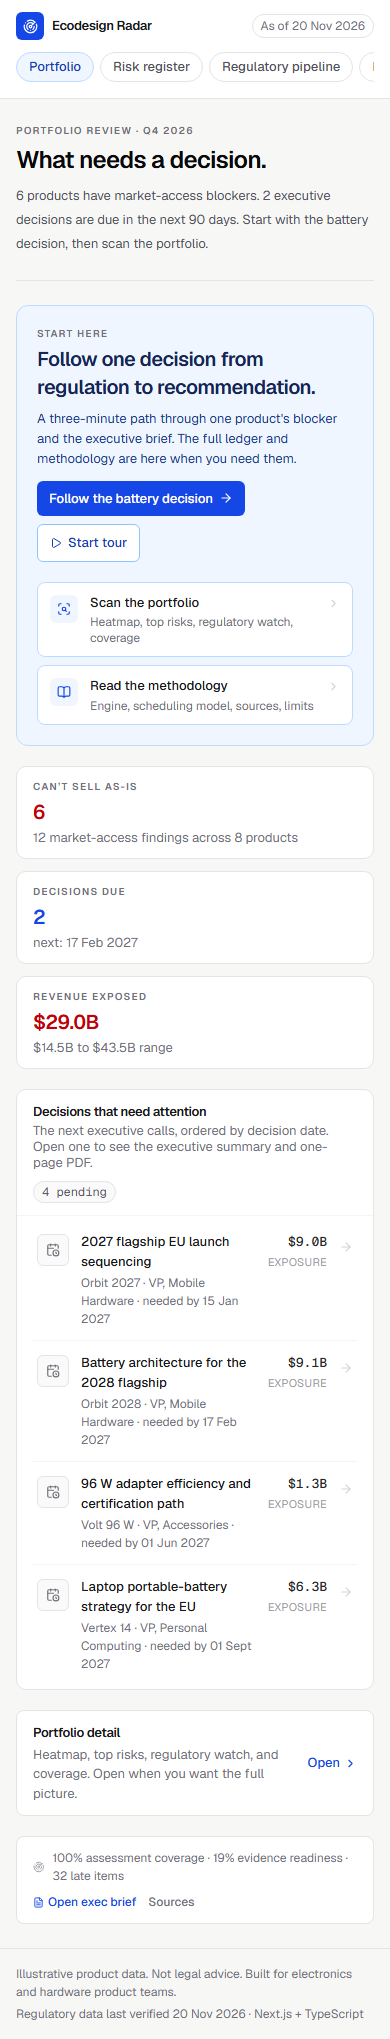 Ecodesign Radar
As of 20 Nov 2026
Portfolio
Risk register
Regulatory pipeline
PORTFOLIO REVIEW · Q4 2026
What needs a decision.
6 products have market-access blockers. 2 executive
decisions are due in the next 90 days. Start with the battery
decision, then scan the portfolio.
START HERE
Follow one decision from
regulation to recommendation.
A three-minute path through one product's blocker
and the executive brief. The full ledger and
methodology are here when you need them.
Follow the battery decision →
Start tour
Scan the portfolio
Heatmap, top risks, regulatory watch,
coverage
Read the methodology
Engine, scheduling model, sources, limits
CAN'T SELL AS-IS
6
12 market-access findings across 8 products
DECISIONS DUE
2
next: 17 Feb 2027
REVENUE EXPOSED
$29.0B
$14.5B to $43.5B range
Decisions that need attention
The next executive calls, ordered by decision date.
Open one to see the executive summary and one-
page PDF.
4 pending
2027 flagship EU launch
sequencing
Orbit 2027 · VP, Mobile
Hardware · needed by 15 Jan
2027
$9.0B
EXPOSURE
Battery architecture for the
2028 flagship
Orbit 2028 · VP, Mobile
Hardware · needed by 17 Feb
2027
$9.1B
EXPOSURE
96 W adapter efficiency and
certification path
Volt 96 W · VP, Accessories ·
needed by 01 Jun 2027
$1.3B
EXPOSURE
Laptop portable-battery
strategy for the EU
Vertex 14 · VP, Personal
Computing · needed by 01 Sept
2027
$6.3B
EXPOSURE
Portfolio detail
Heatmap, top risks, regulatory watch, and
coverage. Open when you want the full
picture.
Open
100% assessment coverage · 19% evidence readiness ·
32 late items
Open exec brief
Sources
Illustrative product data. Not legal advice. Built for electronics
and hardware product teams.
Regulatory data last verified 20 Nov 2026 · Next.js + TypeScript